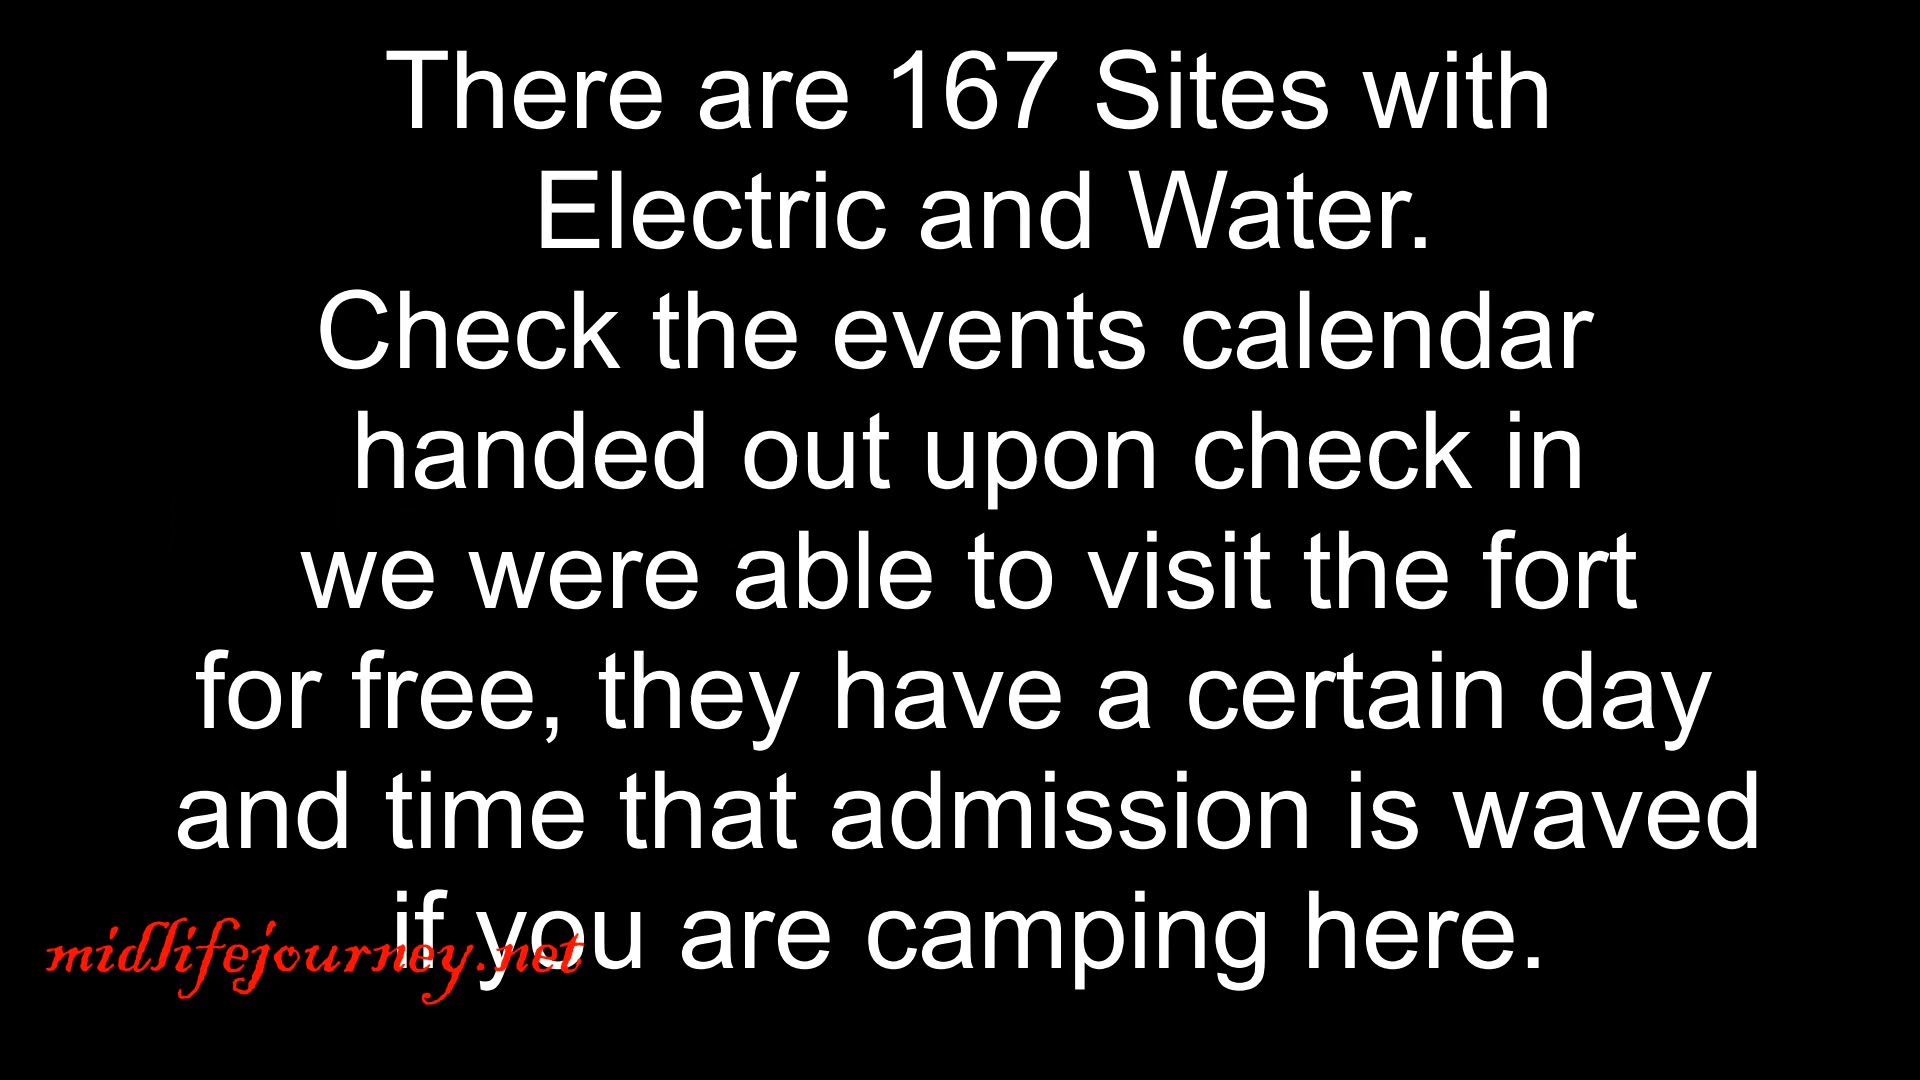 There are 167 Sites with
Electric and Water.
Check the events calendar
handed out upon check in
we were able to visit the fort
for free, they have a certain day
and time that admission is waved
if you are camping here.
midlifejourney.net